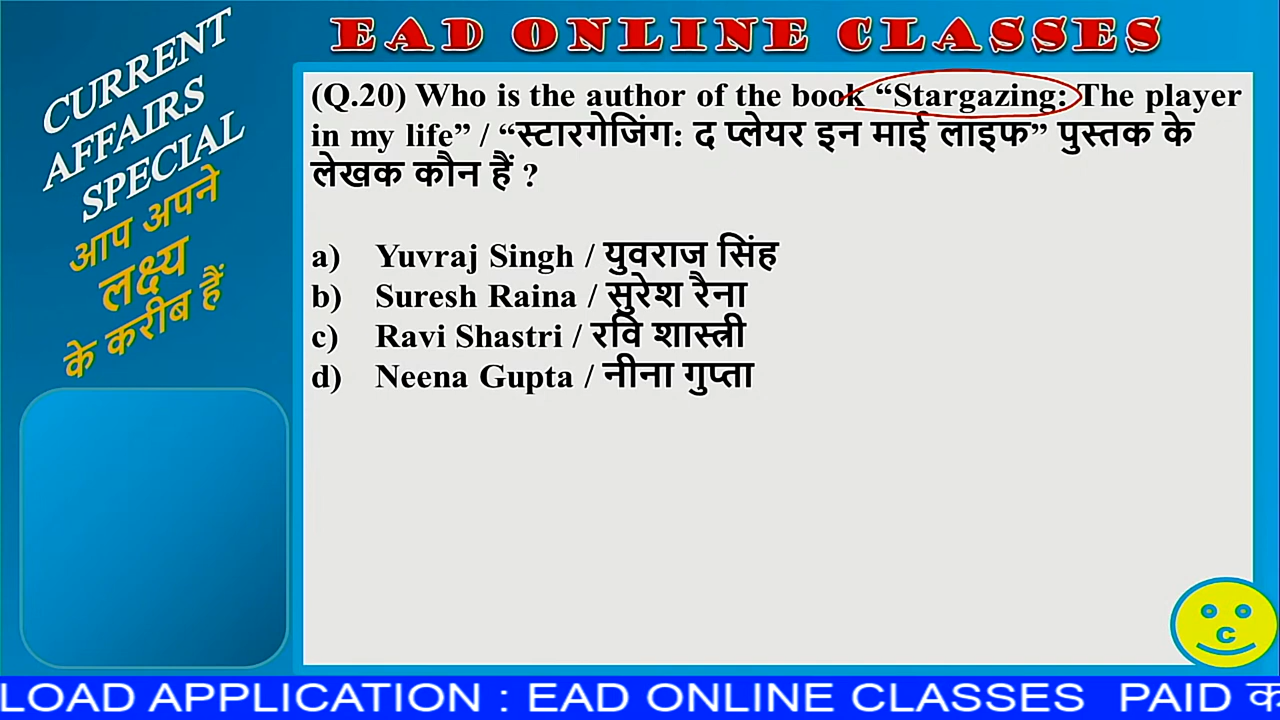 EAD ONLINE CLASSES
CURRENT
AFFAIRS
SPECIAL
आप अपने
लक्ष्य
के करीब हैं
(Q.20) Who is the author of the book “Stargazing: The player
in my life” / “स्टारगेजिंग: द प्लेयर इन माई लाइफ” पुस्तक के
लेखक कौन हैं ?
a) Yuvraj Singh / युवराज सिंह
b) Suresh Raina / सुरेश रैना
c) Ravi Shastri / रवि शास्त्री
d) Neena Gupta / नीना गुप्ता
c
LOAD APPLICATION : EAD ONLINE CLASSES PAID